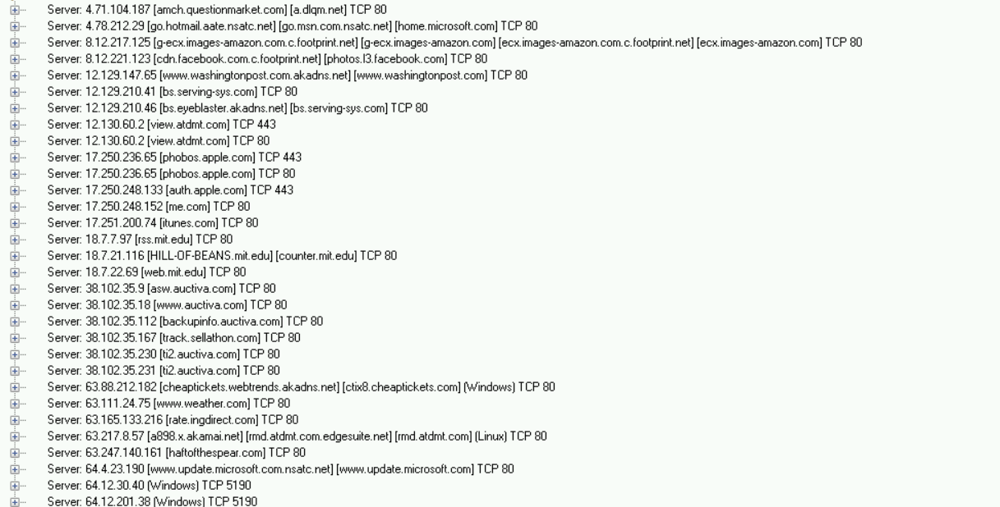 Server: 4.71.104.187 [amch.questionmarket.com] [a.dlqm.net] TCP 80
Server: 4.78.212.29 [go.hotmail.aate.nsatc.net] [go.msn.com.nsatc.net] [home.microsoft.com] TCP 80
Server: 8.12.217.125 [g-ecx.images-amazon.com.c.footprint.net] [g-ecx.images-amazon.com] [ecx.images-amazon.com.c.footprint.net] [ecx.images-amazon.com] TCP 80
Server: 8.12.221.123 [cdn.facebook.com.c.footprint.net] [photos.l3.facebook.com] TCP 80
Server: 12.129.147.65 [www.washingtonpost.com.akadns.net] [www.washingtonpost.com] TCP 80
Server: 12.129.210.41 [bs.serving-sys.com] TCP 80
Server: 12.129.210.46 [bs.eyeblaster.akadns.net] [bs.serving-sys.com] TCP 80
Server: 12.130.60.2 [view.atdmt.com] TCP 443
Server: 12.130.60.2 [view.atdmt.com] TCP 80
Server: 17.250.236.65 [phobos.apple.com] TCP 443
Server: 17.250.236.65 [phobos.apple.com] TCP 80
Server: 17.250.248.133 [auth.apple.com] TCP 443
Server: 17.250.248.152 [me.com] TCP 80
Server: 17.251.200.74 [itunes.com] TCP 80
Server: 18.7.7.97 [rss.mit.edu] TCP 80
Server: 18.7.21.116 [HILL-OF-BEANS.mit.edu] [counter.mit.edu] TCP 80
Server: 18.7.22.69 [web.mit.edu] TCP 80
Server: 38.102.35.9 [asw.auctiva.com] TCP 80
Server: 38.102.35.18 [www.auctiva.com] TCP 80
Server: 38.102.35.112 [backupinfo.auctiva.com] TCP 80
Server: 38.102.35.167 [track.sellathon.com] TCP 80
Server: 38.102.35.230 [ti2.auctiva.com] TCP 80
Server: 38.102.35.231 [ti2.auctiva.com] TCP 80
Server: 63.88.212.182 [cheaptickets.webtrends.akadns.net] [ctix8.cheaptickets.com] (Windows) TCP 80
Server: 63.111.24.75 [www.weather.com] TCP 80
Server: 63.165.133.216 [rate.ingdirect.com] TCP 80
Server: 63.217.8.57 [a898.x.akamai.net] [rmd.atdmt.com.edgesuite.net] [rmd.atdmt.com] (Linux) TCP 80
Server: 63.247.140.161 [haftofthespear.com] TCP 80
Server: 64.4.23.190 [www.update.microsoft.com.nsatc.net] [www.update.microsoft.com] TCP 80
Server: 64.12.30.40 (Windows) TCP 5190
Server: 64.12.201.38 (Windows) TCP 5190